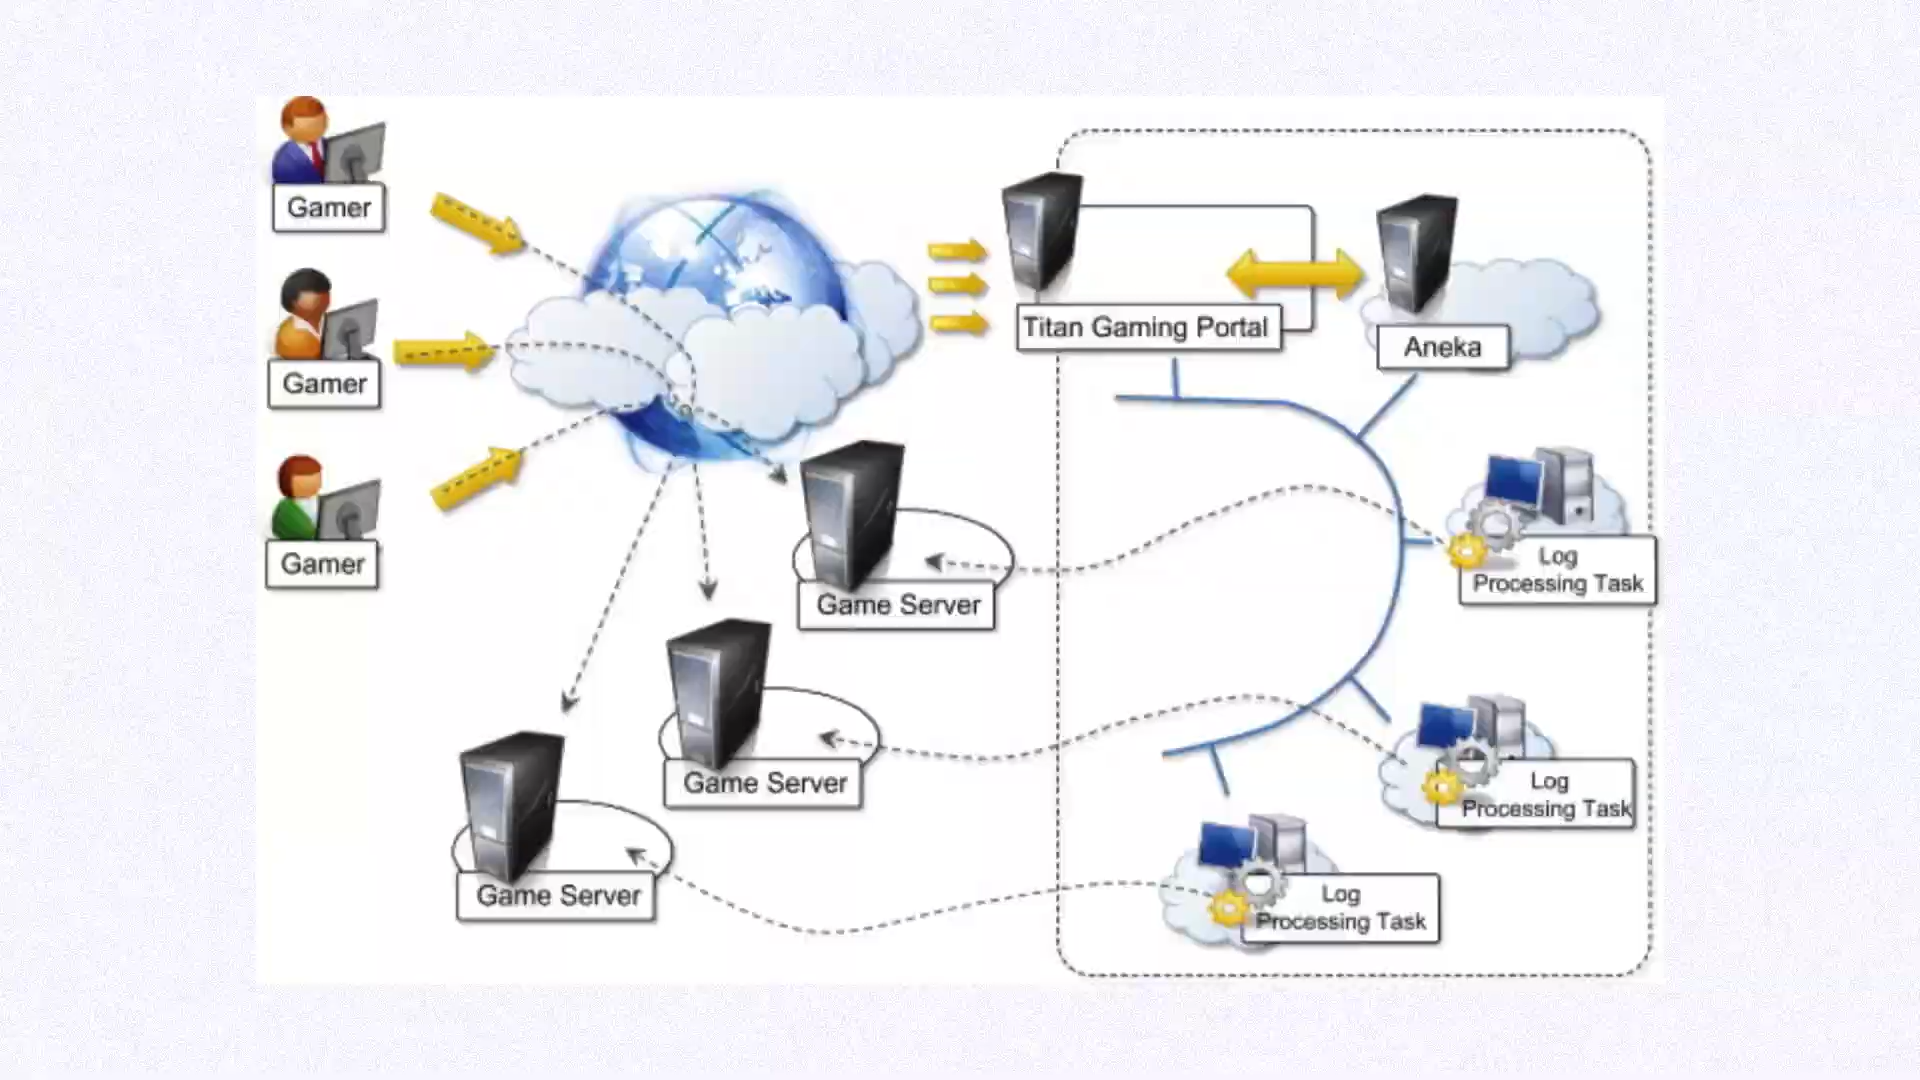 Gamer
Gamer
Gamer
Titan Gaming Portal
Aneka
Game Server
Game Server
Game Server
Log
Processing Task
Log
Processing Task
Log
Processing Task